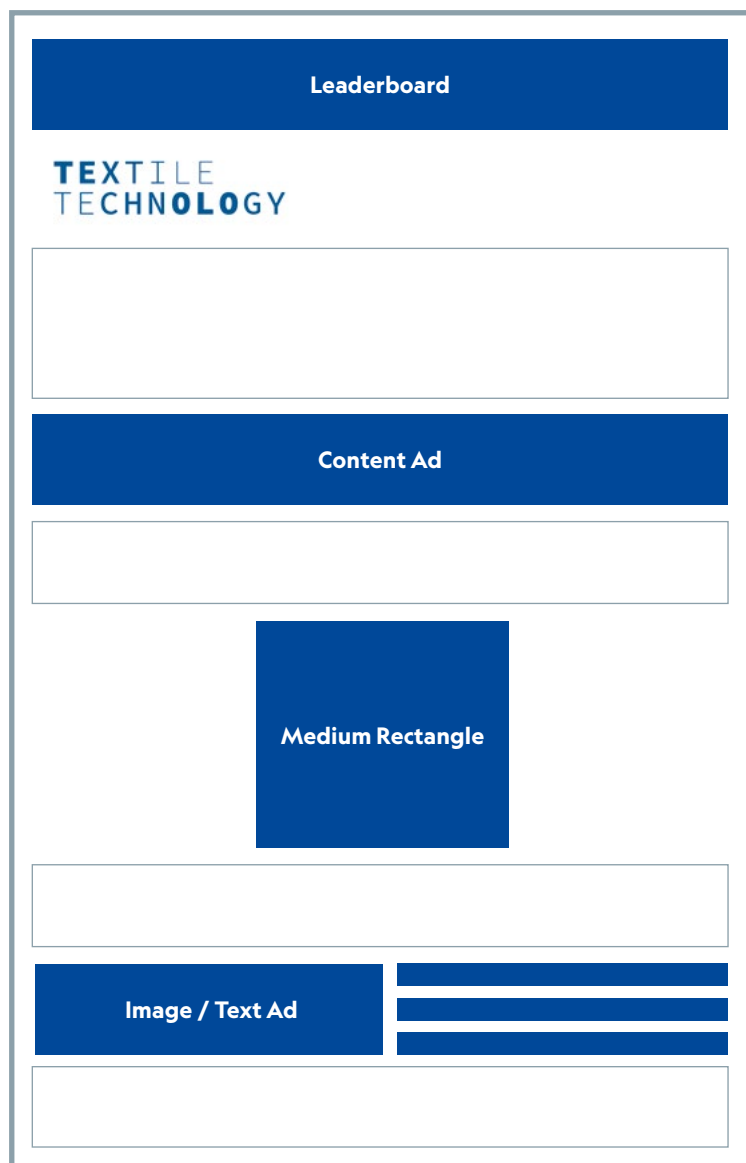 Leaderboard
TEXTILE
TECHNOLOGY
Content Ad
Medium Rectangle
Image / Text Ad